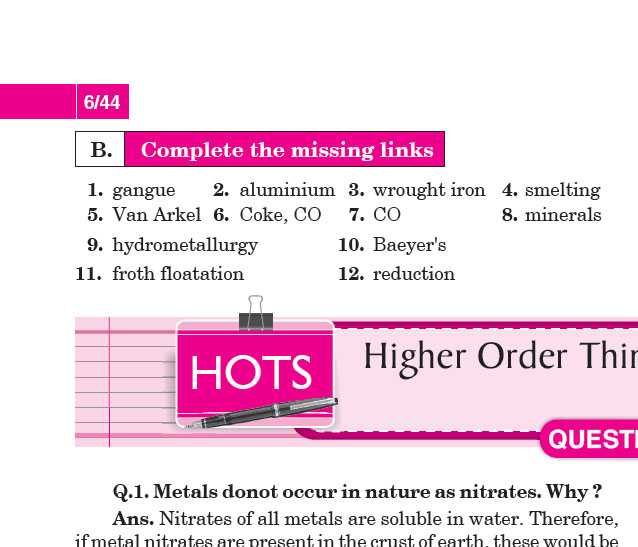 6/44
B. Complete the missing links
1. gangue 2. aluminium 3. wrought iron 4. smelting
5. Van Arkel 6. Coke, CO 7. CO 8. minerals
9. hydrometallurgy 10. Baeyer's
11. froth floatation 12. reduction
HOTS
Higher Order
Q.1. Metals donot occur in nature as nitrates. Why ?
Ans. Nitrates of all metals are soluble in water. Therefore,
if metal nitrates are present in the crust of earth, these would be